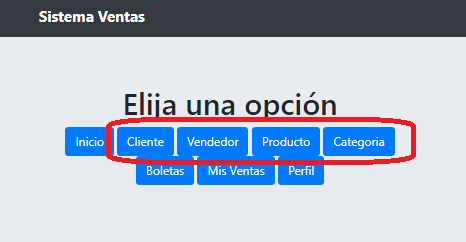 Sistema Ventas
Elija una opción
Inicio Cliente Vendedor Producto Categoria
Boletas Mis Ventas Perfil